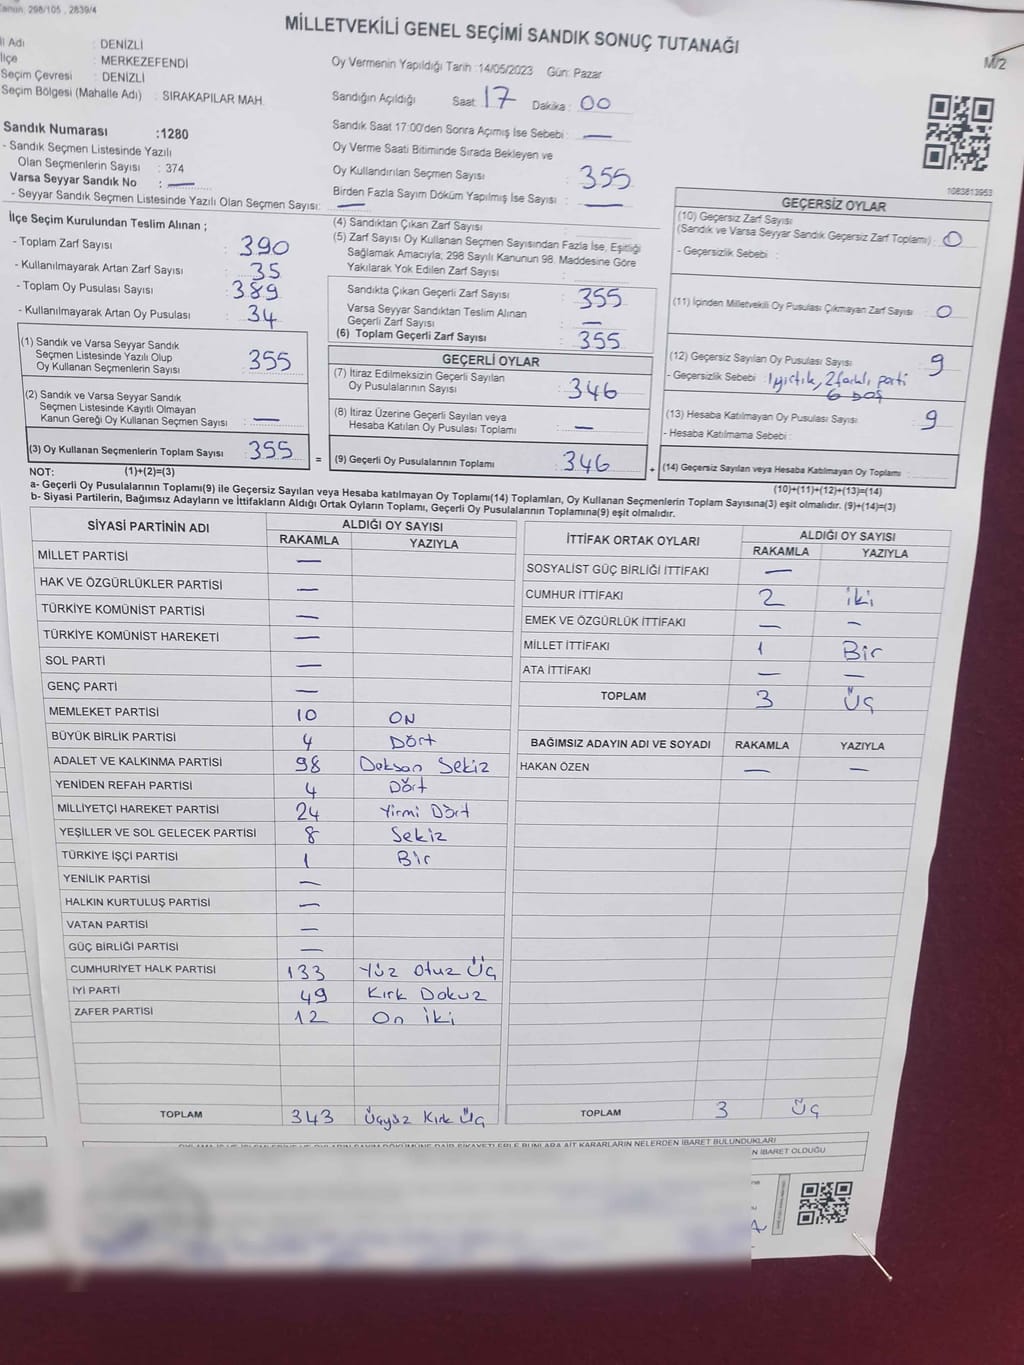 Kanun: 298/105 , 2839/4
MİLLETVEKİLİ GENEL SEÇİMİ SANDIK SONUÇ TUTANAĞI
M/2
İl Adı : DENİZLİ
İlçe : MERKEZEFENDİ
Seçim Çevresi : DENİZLİ
Seçim Bölgesi (Mahalle Adı) : SIRAKAPILAR MAH.
Sandık Numarası :1280
- Sandık Seçmen Listesinde Yazılı
Olan Seçmenlerin Sayısı : 374
Varsa Seyyar Sandık No : —
- Seyyar Sandık Seçmen Listesinde Yazılı Olan Seçmen Sayısı: —
Oy Vermenin Yapıldığı Tarih :14/05/2023 Gün: Pazar
Sandığın Açıldığı Saat: 17 Dakika : 00
Sandık Saat 17:00'den Sonra Açımış İse Sebebi : —
Oy Verme Saati Bitiminde Sırada Bekleyen ve
Oy Kullandırılan Seçmen Sayısı : 355
Birden Fazla Sayım Döküm Yapılmış İse Sayısı : —
1083813953
İlçe Seçim Kurulundan Teslim Alınan ;
- Toplam Zarf Sayısı : 390
- Kullanılmayarak Artan Zarf Sayısı : 35
- Toplam Oy Pusulası Sayısı : 389
- Kullanılmayarak Artan Oy Pusulası : 34
(1) Sandık ve Varsa Seyyar Sandık
Seçmen Listesinde Yazılı Olup
Oy Kullanan Seçmenlerin Sayısı : 355
(2) Sandık ve Varsa Seyyar Sandık
Seçmen Listesinde Kayıtlı Olmayan
Kanun Gereği Oy Kullanan Seçmen Sayısı : —
(3) Oy Kullanan Seçmenlerin Toplam Sayısı : 355
(4) Sandıktan Çıkan Zarf Sayısı :
(5) Zarf Sayısı Oy Kullanan Seçmen Sayısından Fazla İse, Eşitliği
Sağlamak Amacıyla; 298 Sayılı Kanunun 98. Maddesine Göre
Yakılarak Yok Edilen Zarf Sayısı :
Sandıkta Çıkan Geçerli Zarf Sayısı : 355
Varsa Seyyar Sandıktan Teslim Alınan
Geçerli Zarf Sayısı : —
(6) Toplam Geçerli Zarf Sayısı : 355
GEÇERLİ OYLAR
(7) İtiraz Edilmeksizin Geçerli Sayılan
Oy Pusulalarının Sayısı : 346
(8) İtiraz Üzerine Geçerli Sayılan veya
Hesaba Katılan Oy Pusulası Toplamı : —
= (9) Geçerli Oy Pusulalarının Toplamı 346
GEÇERSİZ OYLAR
(10) Geçersiz Zarf Sayısı
(Sandık ve Varsa Seyyar Sandık Geçersiz Zarf Toplamı) : 0
- Geçersizlik Sebebi :
(11) İçinden Milletvekili Oy Pusulası Çıkmayan Zarf Sayısı : 0
(12) Geçersiz Sayılan Oy Pusulası Sayısı : 9
- Geçersizlik Sebebi : 1 yırtık, 2 farklı parti
6 boş
(13) Hesaba Katılmayan Oy Pusulası Sayısı : 9
- Hesaba Katılmama Sebebi :
+ (14) Geçersiz Sayılan veya Hesaba Katılmayan Oy Toplamı :
NOT: (1)+(2)=(3)
(10)+(11)+(12)+(13)=(14)
a- Geçerli Oy Pusulalarının Toplamı(9) ile Geçersiz Sayılan veya Hesaba katılmayan Oy Toplamı(14) Toplamları, Oy Kullanan Seçmenlerin Toplam Sayısına(3) eşit olmalıdır. (9)+(14)=(3)
b- Siyasi Partilerin, Bağımsız Adayların ve İttifakların Aldığı Ortak Oyların Toplamı, Geçerli Oy Pusulalarının Toplamına(9) eşit olmalıdır.
SİYASİ PARTİNİN ADI ALDIĞI OY SAYISI
RAKAMLA YAZIYLA
MİLLET PARTİSİ —
HAK VE ÖZGÜRLÜKLER PARTİSİ —
TÜRKİYE KOMÜNİST PARTİSİ —
TÜRKİYE KOMÜNİST HAREKETİ —
SOL PARTİ —
GENÇ PARTİ —
MEMLEKET PARTİSİ 10 ON
BÜYÜK BİRLİK PARTİSİ 4 Dört
ADALET VE KALKINMA PARTİSİ 98 Doksan Sekiz
YENİDEN REFAH PARTİSİ 4 Dört
MİLLİYETÇİ HAREKET PARTİSİ 24 Yirmi Dört
YEŞİLLER VE SOL GELECEK PARTİSİ 8 Sekiz
TÜRKİYE İŞÇİ PARTİSİ 1 Bir
YENİLİK PARTİSİ —
HALKIN KURTULUŞ PARTİSİ —
VATAN PARTİSİ —
GÜÇ BİRLİĞİ PARTİSİ —
CUMHURİYET HALK PARTİSİ 133 Yüz Otuz Üç
İYİ PARTİ 49 Kırk Dokuz
ZAFER PARTİSİ 12 On İki
TOPLAM 343 Üçyüz Kırk Üç
İTTİFAK ORTAK OYLARI ALDIĞI OY SAYISI
RAKAMLA YAZIYLA
SOSYALİST GÜÇ BİRLİĞİ İTTİFAKI —
CUMHUR İTTİFAKI 2 İki
EMEK VE ÖZGÜRLÜK İTTİFAKI — —
MİLLET İTTİFAKI 1 Bir
ATA İTTİFAKI — —
TOPLAM 3 Üç
BAĞIMSIZ ADAYIN ADI VE SOYADI RAKAMLA YAZIYLA
HAKAN ÖZEN — —
TOPLAM 3 Üç
BUNLARA AİT KARARLARIN NELERDEN İBARET BULUNDUKLARI
N İBARET OLDUĞU